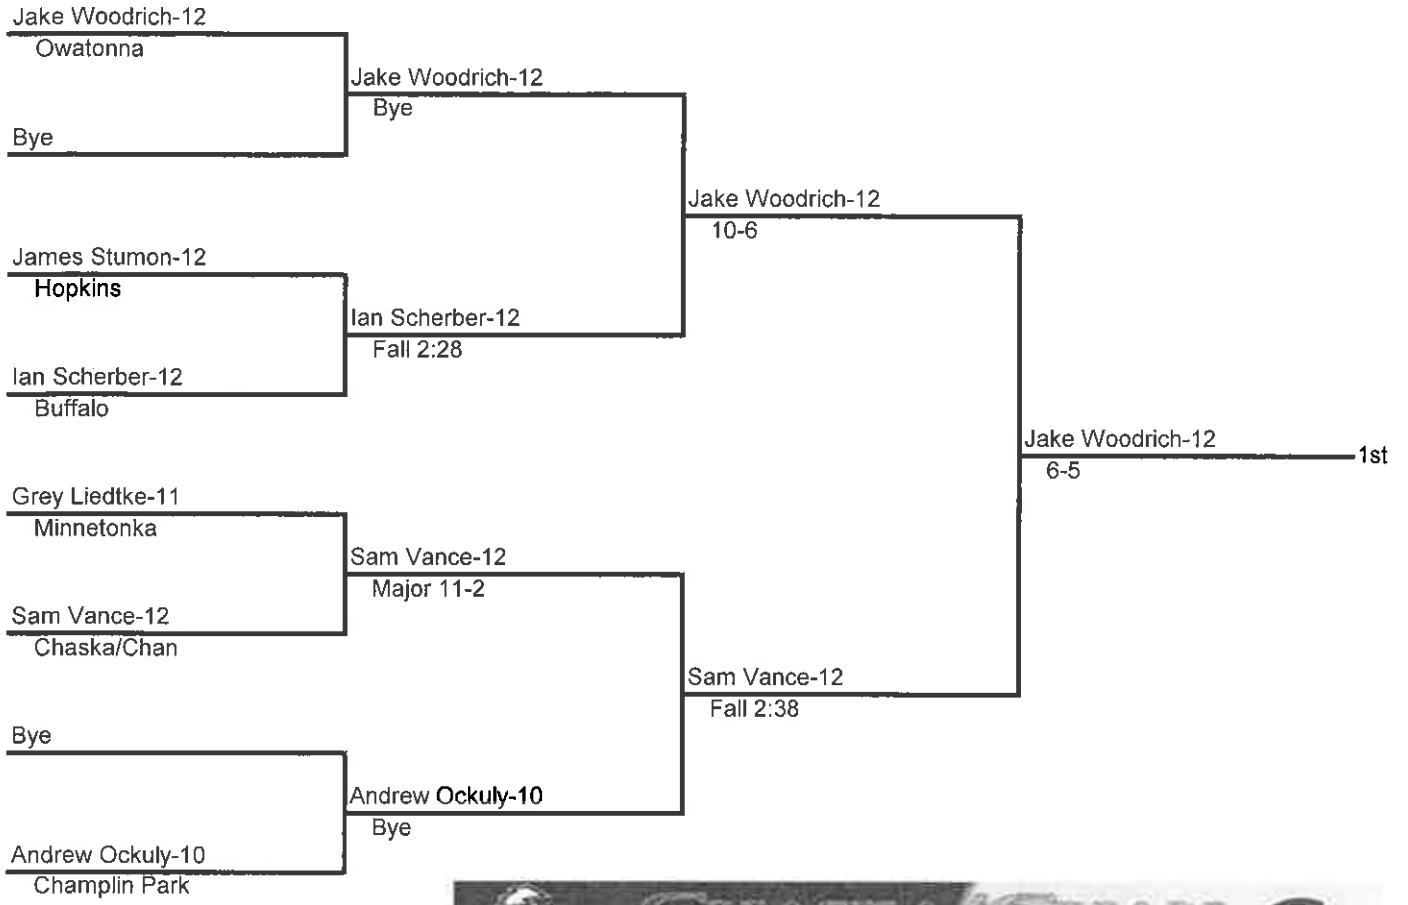 Jake Woodrich-12
Owatonna
Jake Woodrich-12
Bye
Bye
Jake Woodrich-12
10-6
James Stumon-12
Hopkins
Ian Scherber-12
Fall 2:28
Ian Scherber-12
Buffalo
Jake Woodrich-12
6-5
1st
Grey Liedtke-11
Minnetonka
Sam Vance-12
Major 11-2
Sam Vance-12
Chaska/Chan
Sam Vance-12
Fall 2:38
Bye
Andrew Ockuly-10
Bye
Andrew Ockuly-10
Champlin Park